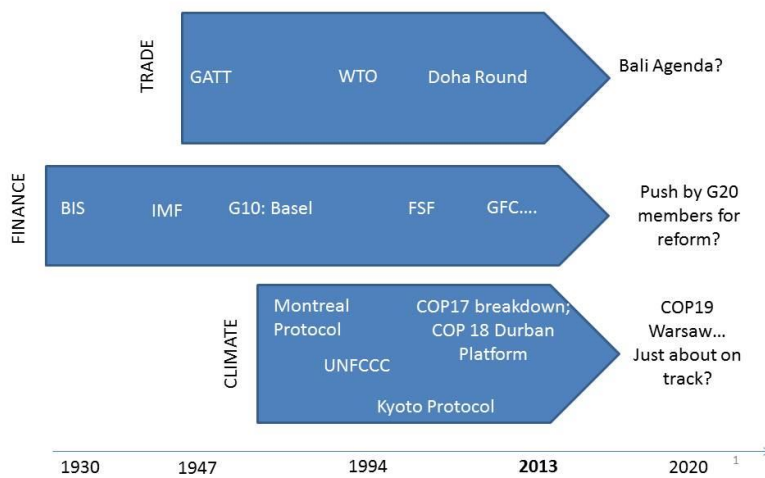 TRADE
GATT
WTO
Doha Round
Bali Agenda?
FINANCE
BIS
IMF
G10: Basel
FSF
GFC....
Push by G20
members for
reform?
CLIMATE
Montreal
Protocol
UNFCCC
Kyoto Protocol
COP17 breakdown;
COP 18 Durban
Platform
COP19
Warsaw...
Just about on
track?
1930
1947
1994
2013
2020
1